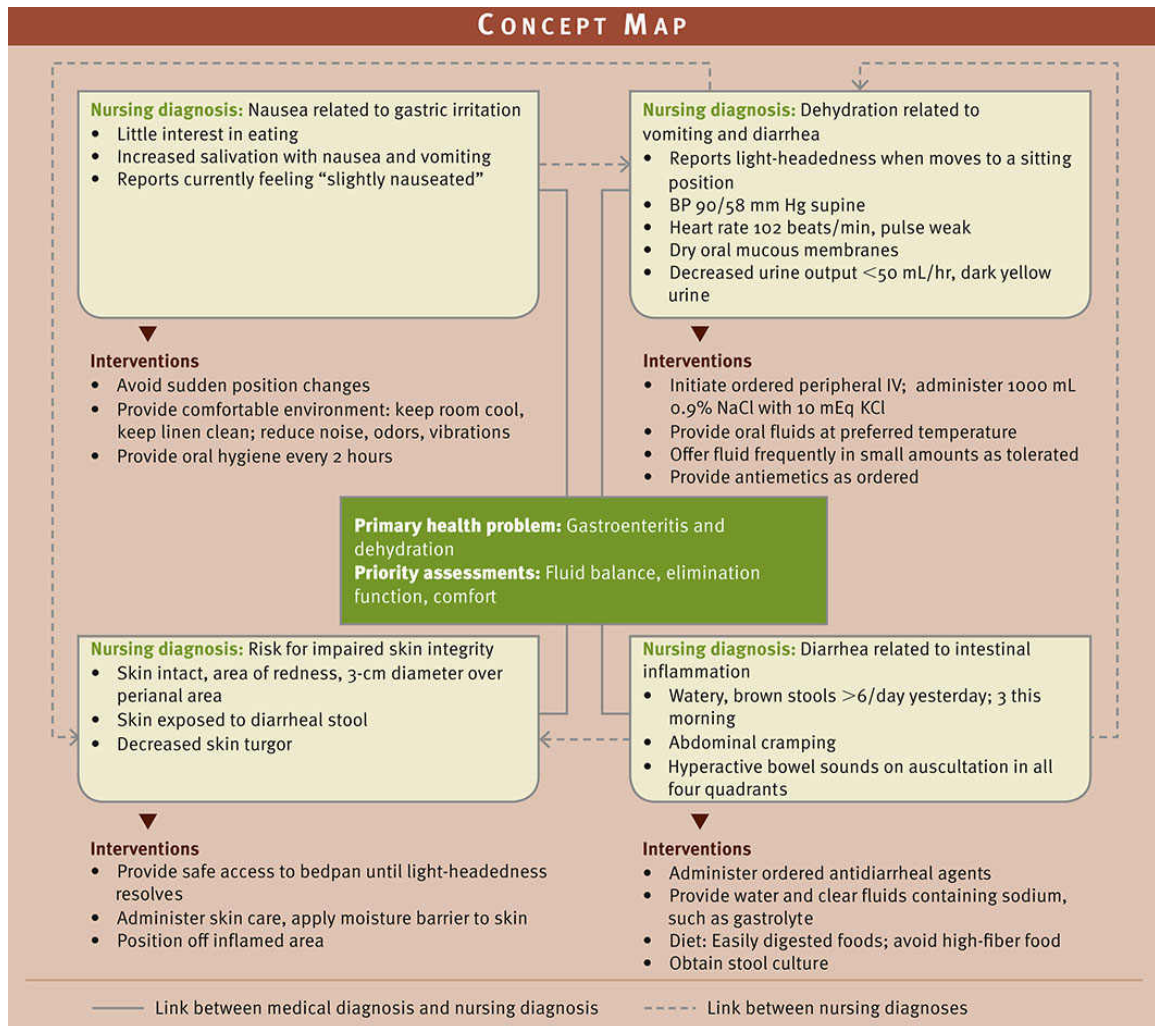 CONCEPT MAP
Nursing diagnosis: Nausea related to gastric irritation
• Little interest in eating
• Increased salivation with nausea and vomiting
• Reports currently feeling “slightly nauseated”
Interventions
• Avoid sudden position changes
• Provide comfortable environment: keep room cool,
keep linen clean; reduce noise, odors, vibrations
• Provide oral hygiene every 2 hours
Nursing diagnosis: Dehydration related to
vomiting and diarrhea
• Reports light-headedness when moves to a sitting
position
• BP 90/58 mm Hg supine
• Heart rate 102 beats/min, pulse weak
• Dry oral mucous membranes
• Decreased urine output <50 mL/hr, dark yellow
urine
Interventions
• Initiate ordered peripheral IV; administer 1000 mL
0.9% NaCl with 10 mEq KCl
• Provide oral fluids at preferred temperature
• Offer fluid frequently in small amounts as tolerated
• Provide antiemetics as ordered
Primary health problem: Gastroenteritis and
dehydration
Priority assessments: Fluid balance, elimination
function, comfort
Nursing diagnosis: Risk for impaired skin integrity
• Skin intact, area of redness, 3-cm diameter over
perianal area
• Skin exposed to diarrheal stool
• Decreased skin turgor
Interventions
• Provide safe access to bedpan until light-headedness
resolves
• Administer skin care, apply moisture barrier to skin
• Position off inflamed area
Nursing diagnosis: Diarrhea related to intestinal
inflammation
• Watery, brown stools >6/day yesterday; 3 this
morning
• Abdominal cramping
• Hyperactive bowel sounds on auscultation in all
four quadrants
Interventions
• Administer ordered antidiarrheal agents
• Provide water and clear fluids containing sodium,
such as gastrolyte
• Diet: Easily digested foods; avoid high-fiber food
• Obtain stool culture
Link between medical diagnosis and nursing diagnosis
Link between nursing diagnoses